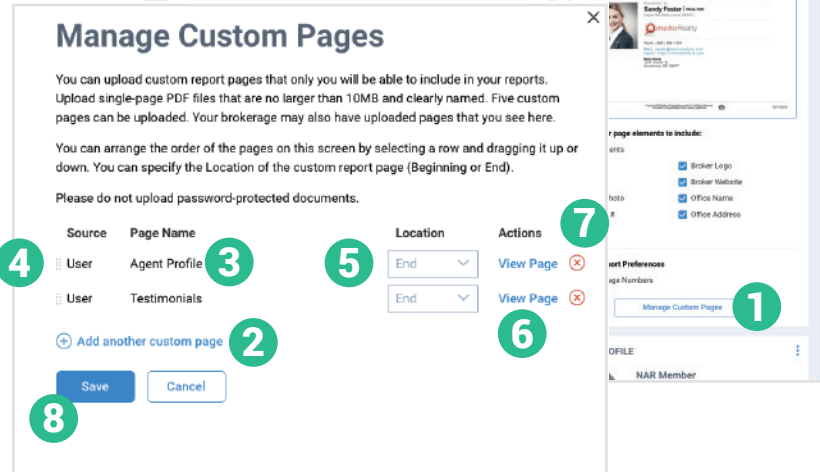 Manage Custom Pages
You can upload custom report pages that only you will be able to include in your reports.
Upload single-page PDF files that are no larger than 10MB and clearly named. Five custom
pages can be uploaded. Your brokerage may also have uploaded pages that you see here.
You can arrange the order of the pages on this screen by selecting a row and dragging it up or
down. You can specify the Location of the custom report page (Beginning or End).
Please do not upload password-protected documents.
Source Page Name Location Actions 7
4 User Agent Profile 3 5 End View Page
User Testimonials End View Page
6
Add another custom page 2
Save Cancel
8
Sandy Foster
metroRealty
r page elements to include:
ents
Broker Logo
Broker Website
hoto Office Name
# Office Address
ort Preferences
age Numbers
Manage Custom Pages 1
OFILE
NAR Member